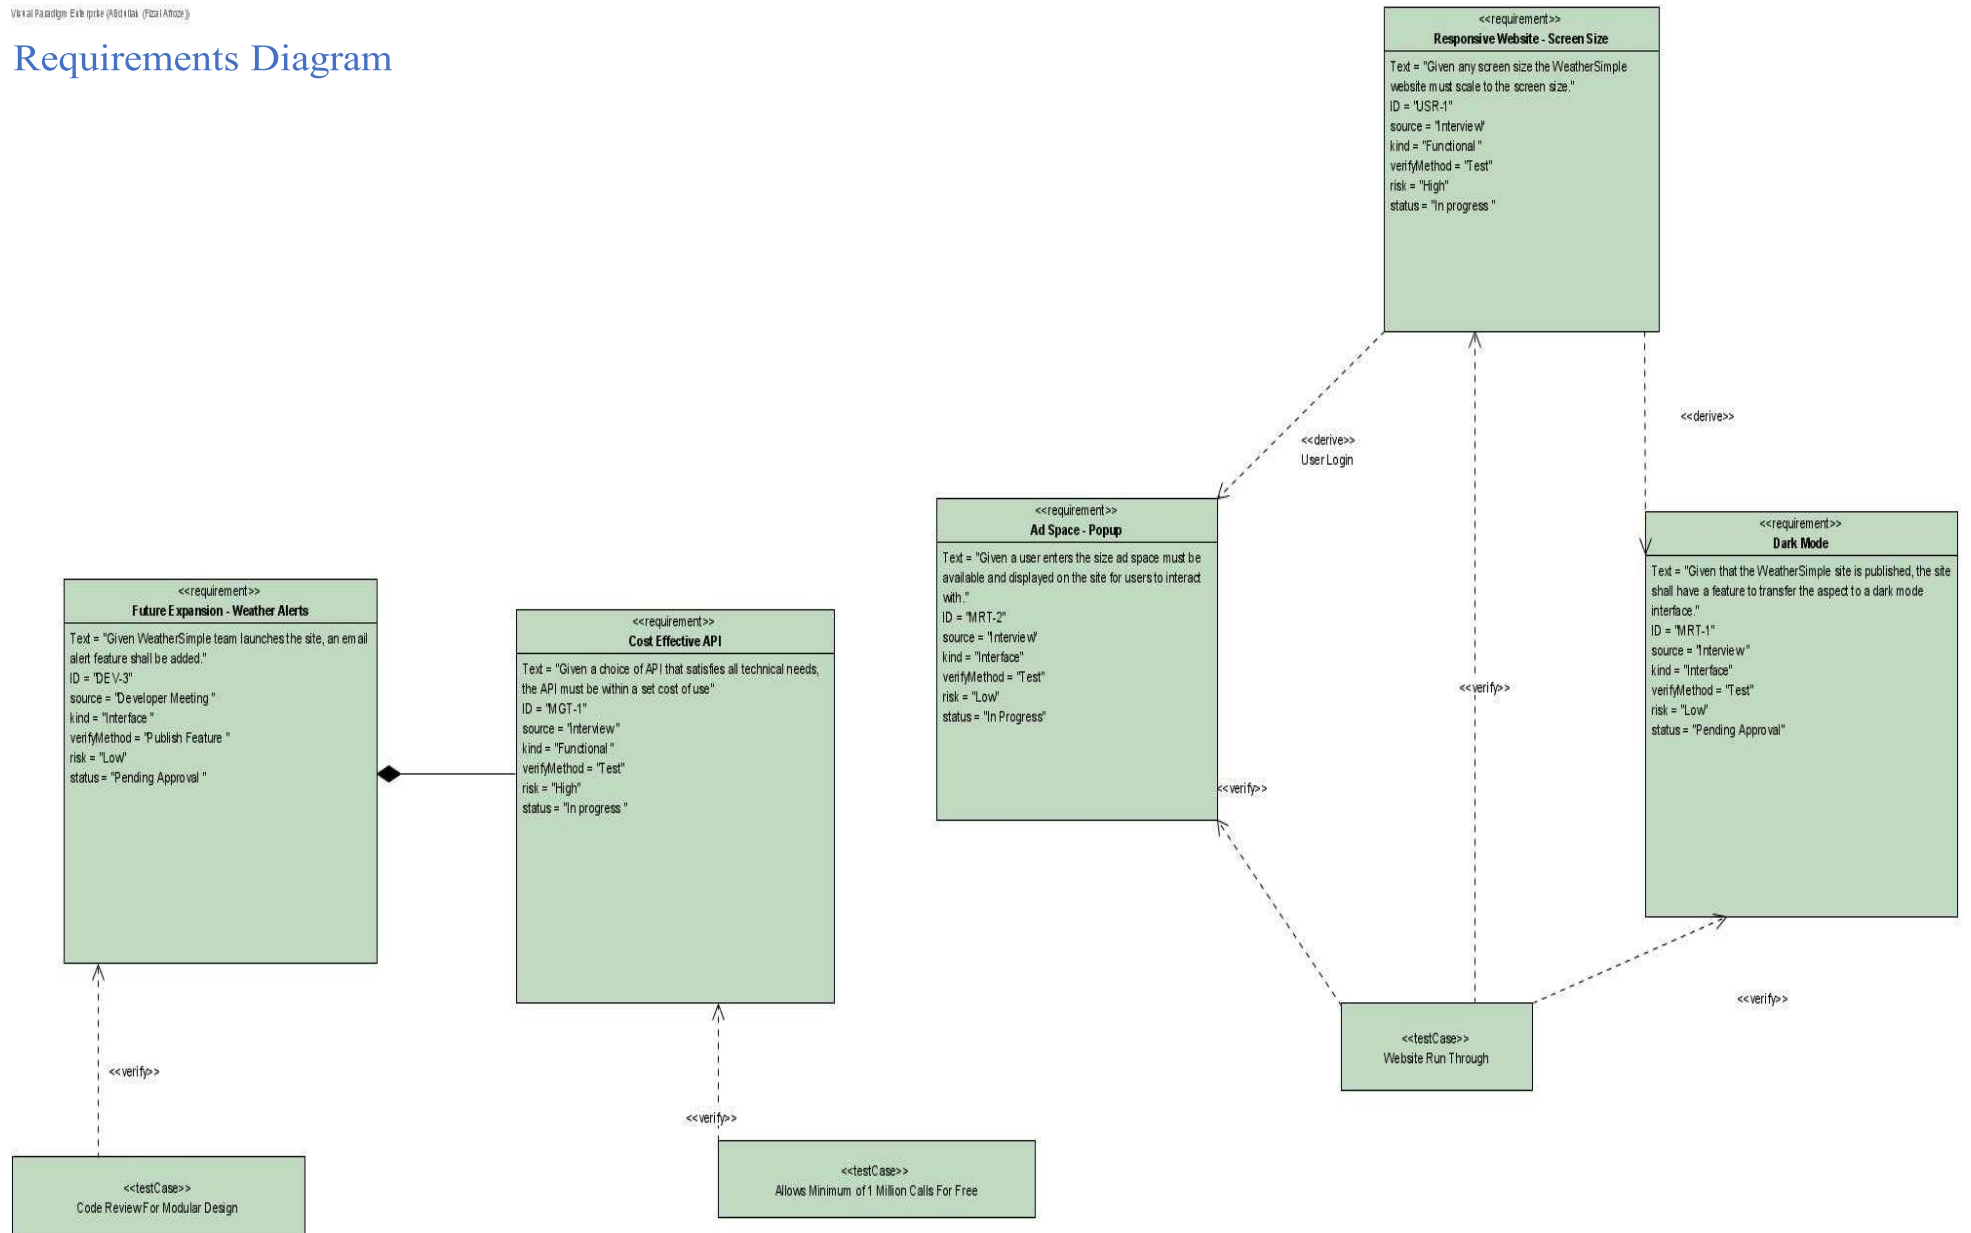 Visual Paradigm Enterprise (Abdullah (Fizal Afroze))
Requirements Diagram
<<requirement>>
Responsive Website - Screen Size
Text = "Given any screen size the WeatherSimple
website must scale to the screen size."
ID = "USR-1"
source = "Interview"
kind = "Functional "
verifyMethod = "Test"
risk = "High"
status = "In progress "
<<derive>>
<<derive>>
User Login
<<requirement>>
Ad Space - Popup
Text = "Given a user enters the size ad space must be
available and displayed on the site for users to interact
with."
ID = "MRT-2"
source = "Interview"
kind = "Interface"
verifyMethod = "Test"
risk = "Low"
status = "In Progress"
<<requirement>>
Dark Mode
Text = "Given that the WeatherSimple site is published, the site
shall have a feature to transfer the aspect to a dark mode
interface."
ID = "MRT-1"
source = "Interview"
kind = "Interface"
verifyMethod = "Test"
risk = "Low"
status = "Pending Approval"
<<requirement>>
Future Expansion - Weather Alerts
Text = "Given WeatherSimple team launches the site, an email
alert feature shall be added."
ID = "DEV-3"
source = "Developer Meeting "
kind = "Interface "
verifyMethod = "Publish Feature "
risk = "Low"
status = "Pending Approval "
<<requirement>>
Cost Effective API
Text = "Given a choice of API that satisfies all technical needs,
the API must be within a set cost of use"
ID = "MGT-1"
source = "interview"
kind = "Functional "
verifyMethod = "Test"
risk = "High"
status = "In progress "
<<verify>>
<<verify>>
<<verify>>
<<testCase>>
Website Run Through
<<verify>>
<<verify>>
<<testCase>>
Allows Minimum of 1 Million Calls For Free
<<testCase>>
Code Review For Modular Design